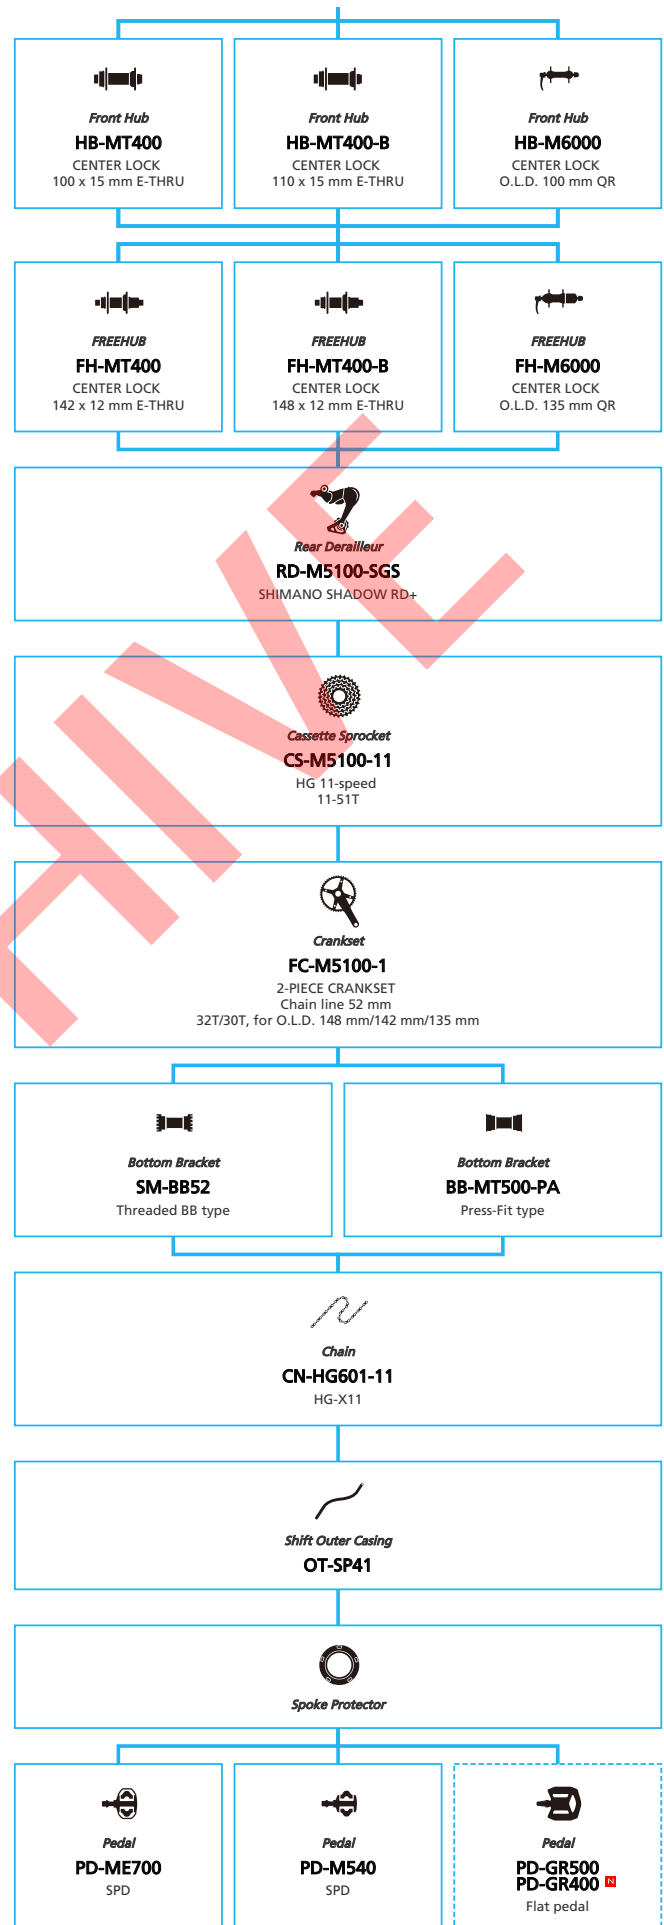 Front Hub
HB-MT400
CENTER LOCK
100 x 15 mm E-THRU
Front Hub
HB-MT400-B
CENTER LOCK
110 x 15 mm E-THRU
Front Hub
HB-M6000
CENTER LOCK
O.L.D. 100 mm QR
FREEHUB
FH-MT400
CENTER LOCK
142 x 12 mm E-THRU
FREEHUB
FH-MT400-B
CENTER LOCK
148 x 12 mm E-THRU
FREEHUB
FH-M6000
CENTER LOCK
O.L.D. 135 mm QR
Rear Derailleur
RD-M5100-SGS
SHIMANO SHADOW RD+
Cassette Sprocket
CS-M5100-11
HG 11-speed
11-51T
Crankset
FC-M5100-1
2-PIECE CRANKSET
Chain line 52 mm
32T/30T, for O.L.D. 148 mm/142 mm/135 mm
Bottom Bracket
SM-BB52
Threaded BB type
Bottom Bracket
BB-MT500-PA
Press-Fit type
Chain
CN-HG601-11
HG-X11
Shift Outer Casing
OT-SP41
Spoke Protector
Pedal
PD-ME700
SPD
Pedal
PD-M540
SPD
Pedal
PD-GR500
PD-GR400 N
Flat pedal
HIVE